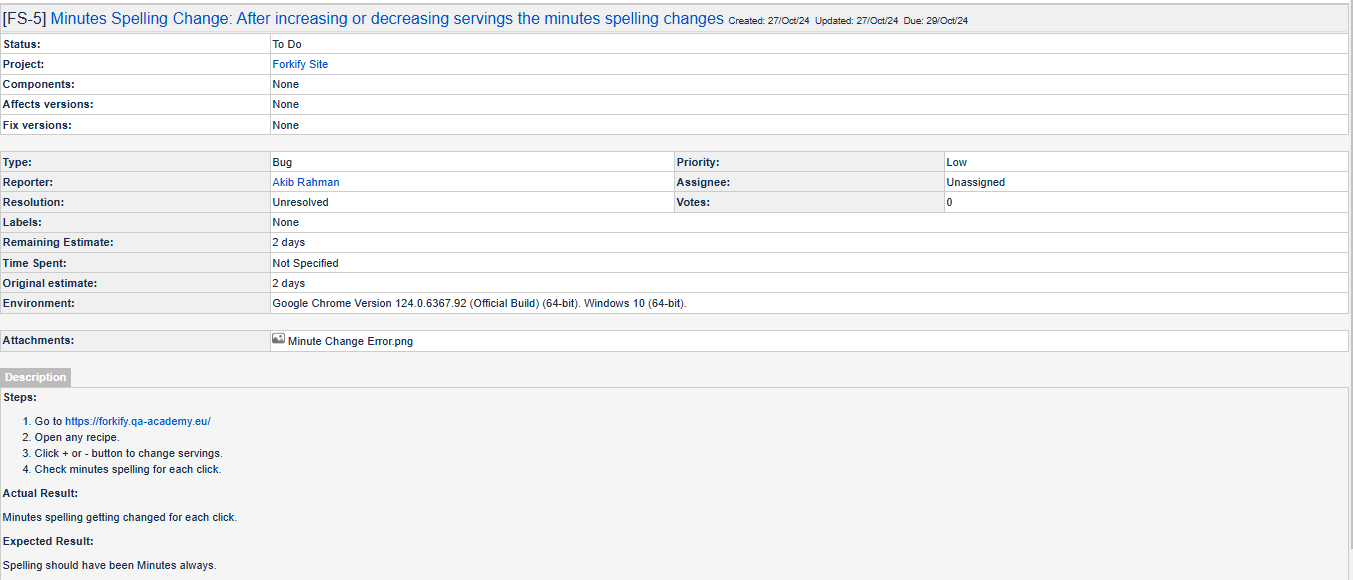 [FS-5] Minutes Spelling Change: After increasing or decreasing servings the minutes spelling changes Created: 27/Oct/24 Updated: 27/Oct/24 Due: 29/Oct/24
Status: To Do
Project: Forkify Site
Components: None
Affects versions: None
Fix versions: None
Type: Bug Priority: Low
Reporter: Akib Rahman Assignee: Unassigned
Resolution: Unresolved Votes: 0
Labels: None
Remaining Estimate: 2 days
Time Spent: Not Specified
Original estimate: 2 days
Environment: Google Chrome Version 124.0.6367.92 (Official Build) (64-bit). Windows 10 (64-bit).
Attachments: Minute Change Error.png
Description
Steps:
1. Go to https://forkify.qa-academy.eu/
2. Open any recipe.
3. Click + or - button to change servings.
4. Check minutes spelling for each click.
Actual Result:
Minutes spelling getting changed for each click.
Expected Result:
Spelling should have been Minutes always.